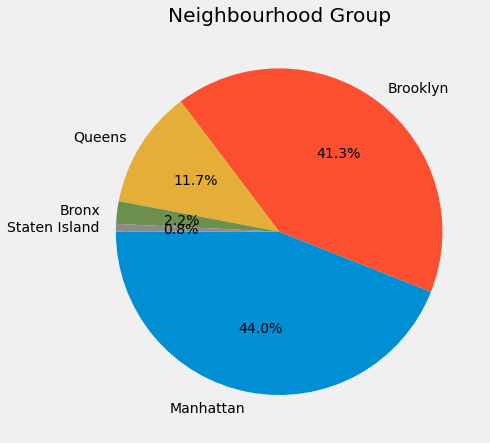 Neighbourhood Group
Brooklyn
41.3%
Queens
11.7%
Bronx
2.2%
Staten Island
0.8%
44.0%
Manhattan